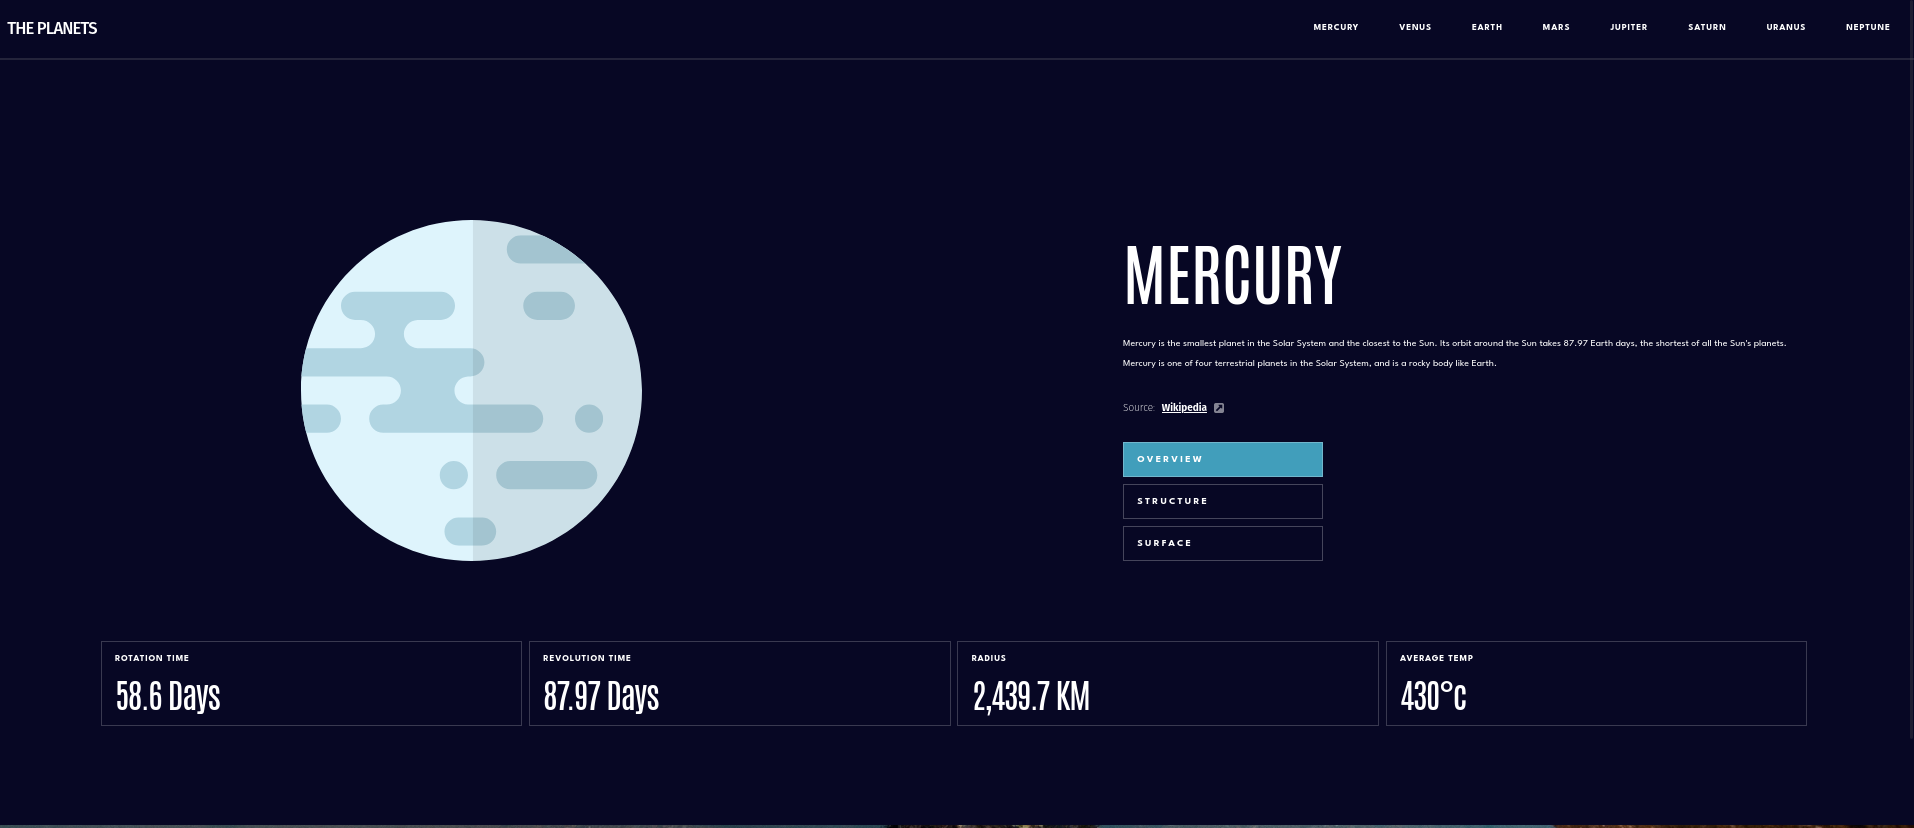 THE PLANETS
MERCURY VENUS EARTH MARS JUPITER SATURN URANUS NEPTUNE
MERCURY
Mercury is the smallest planet in the Solar System and the closest to the Sun. Its orbit around the Sun takes 87.97 Earth days, the shortest of all the Sun's planets.
Mercury is one of four terrestrial planets in the Solar System, and is a rocky body like Earth.
Source: Wikipedia
OVERVIEW
STRUCTURE
SURFACE
ROTATION TIME
58.6 Days
REVOLUTION TIME
87.97 Days
RADIUS
2,439.7 KM
AVERAGE TEMP
430°c